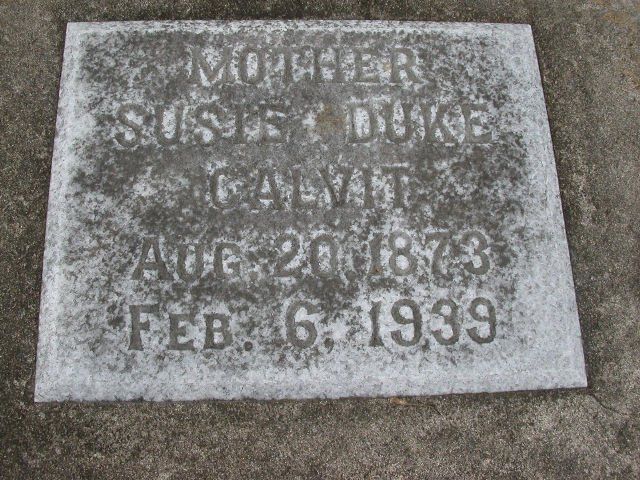 MOTHER
SUSIE DUKE
CALVIT
AUG. 20, 1873
FEB. 6, 1939